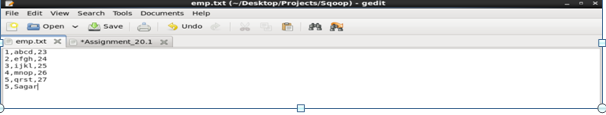 emp.txt (~/Desktop/Projects/Sqoop) - gedit
File Edit View Search Tools Documents Help
Open Save Undo
emp.txt *Assignment_20.1
1,abcd,23
2,efgh,24
3,ijkl,25
4,mnop,26
5,qrst,27
5,Sagar